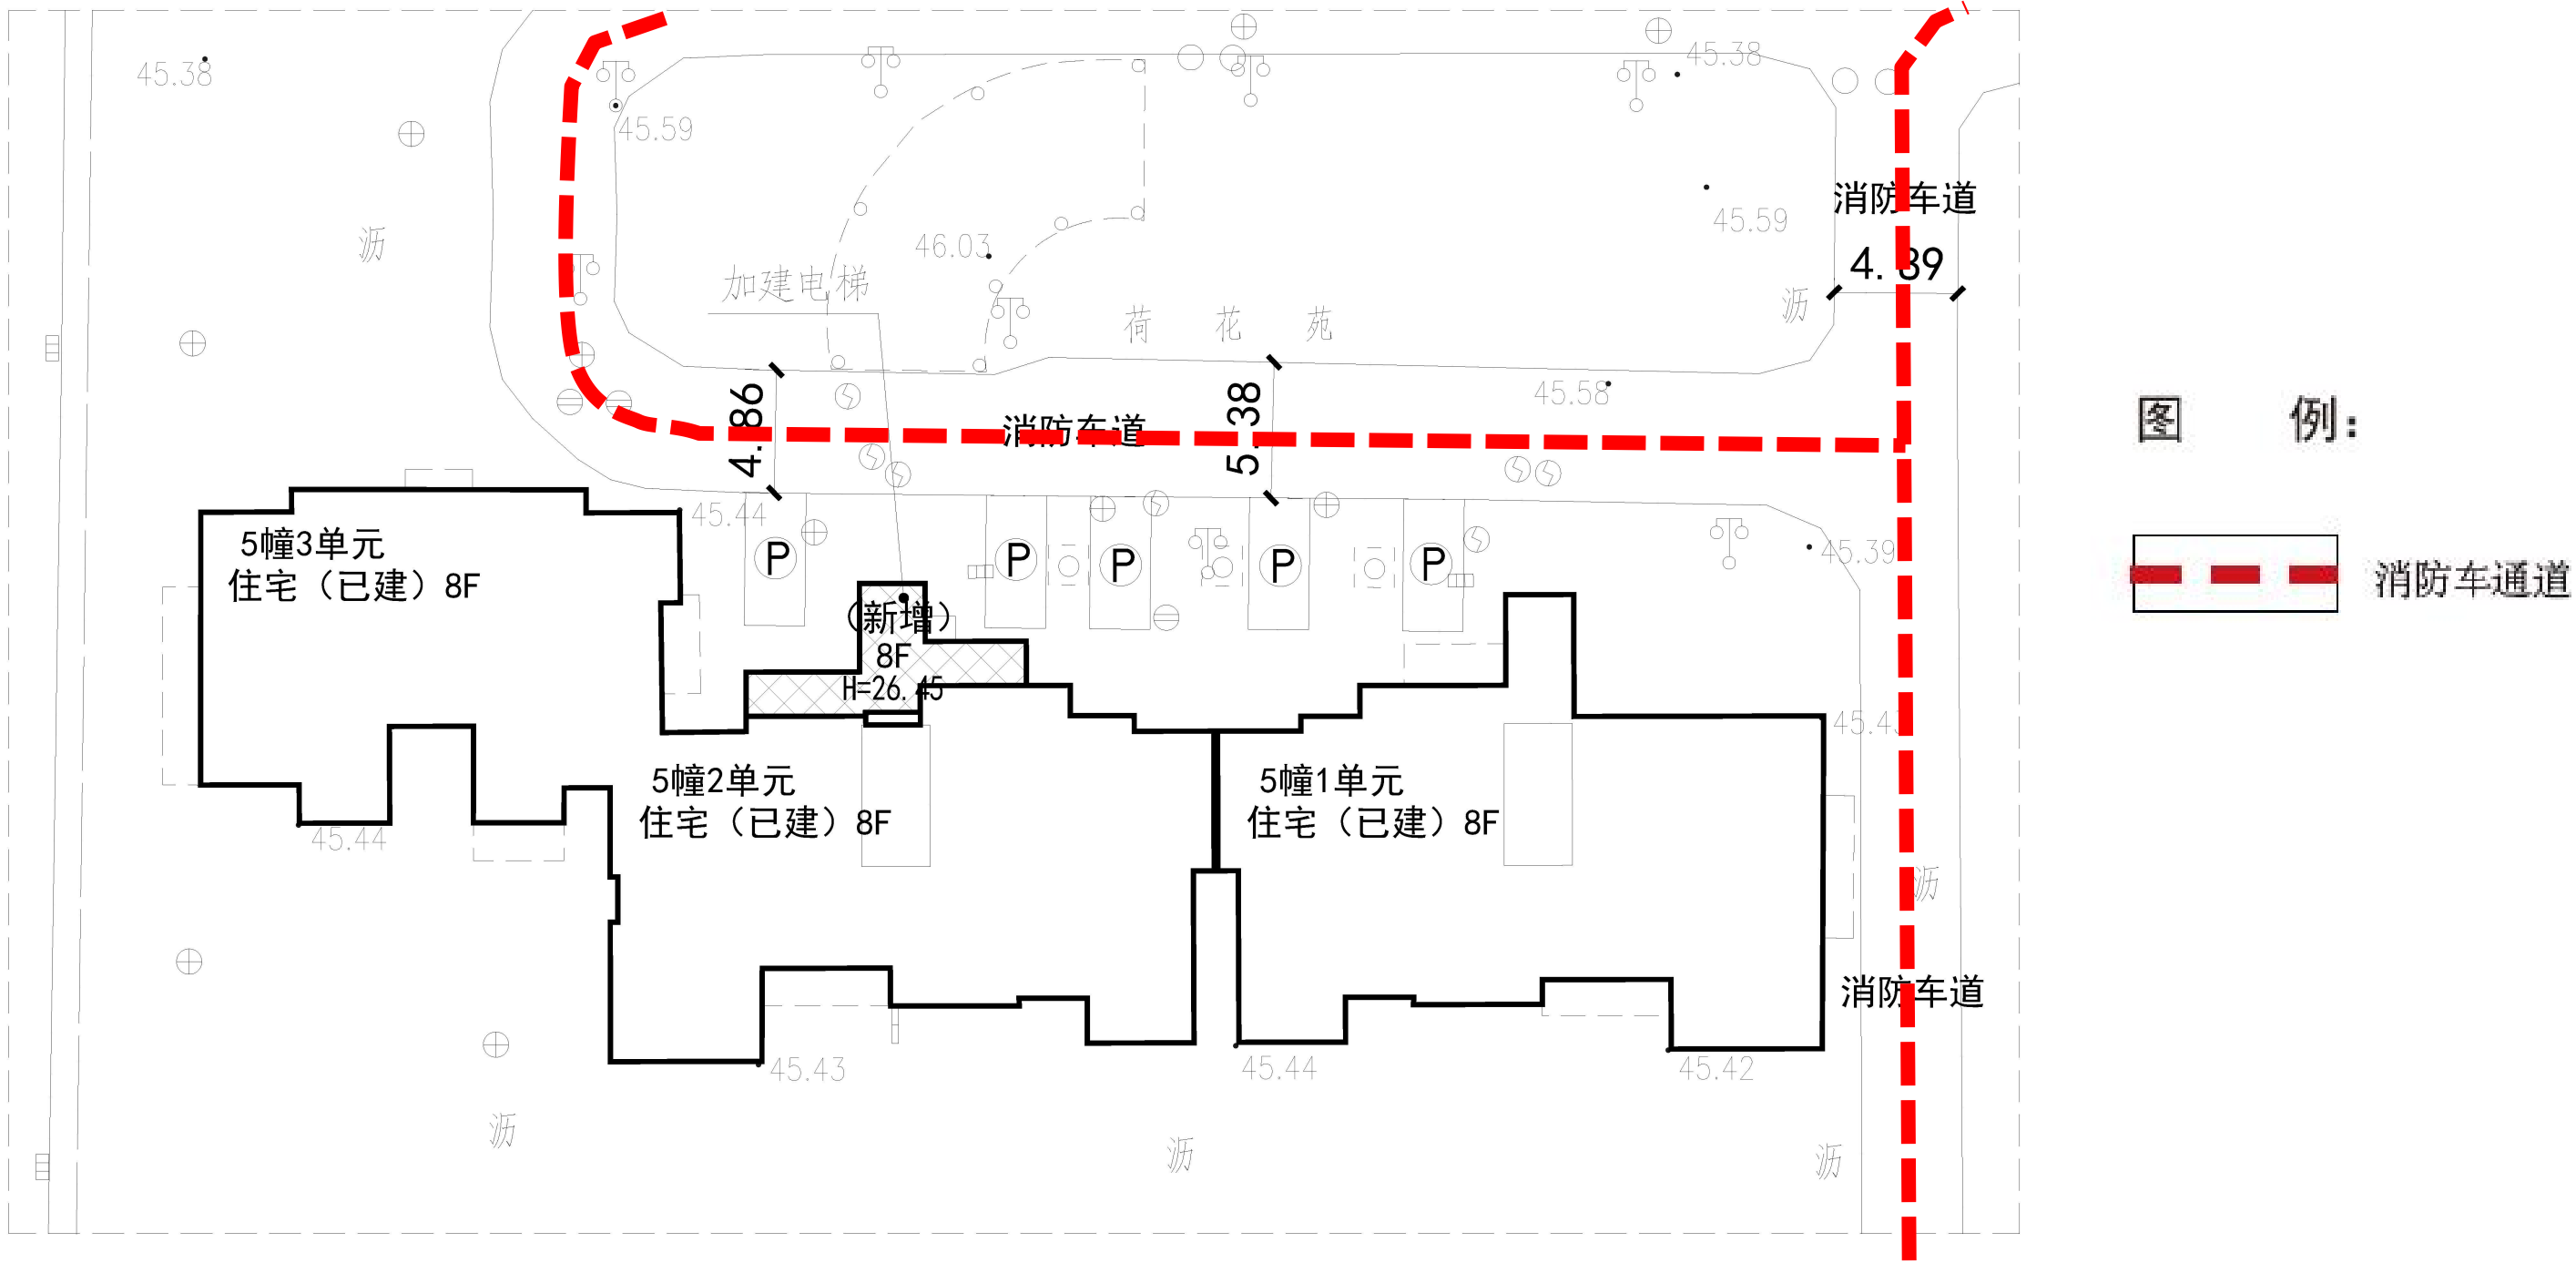 45.38
45.38
45.59
消防车道
45.59
沥
46.03
4.89
加建电梯
沥
荷 花 苑
4.86
5.38
45.58
消防车道
图 例：
45.44
5幢3单元
住宅（已建）8F
P
P
P
P
P
45.39
消防车通道
（新增）
8F
H=26.45
45.43
5幢2单元
住宅（已建）8F
5幢1单元
住宅（已建）8F
45.44
沥
消防车道
45.43
45.44
45.42
沥
沥
沥